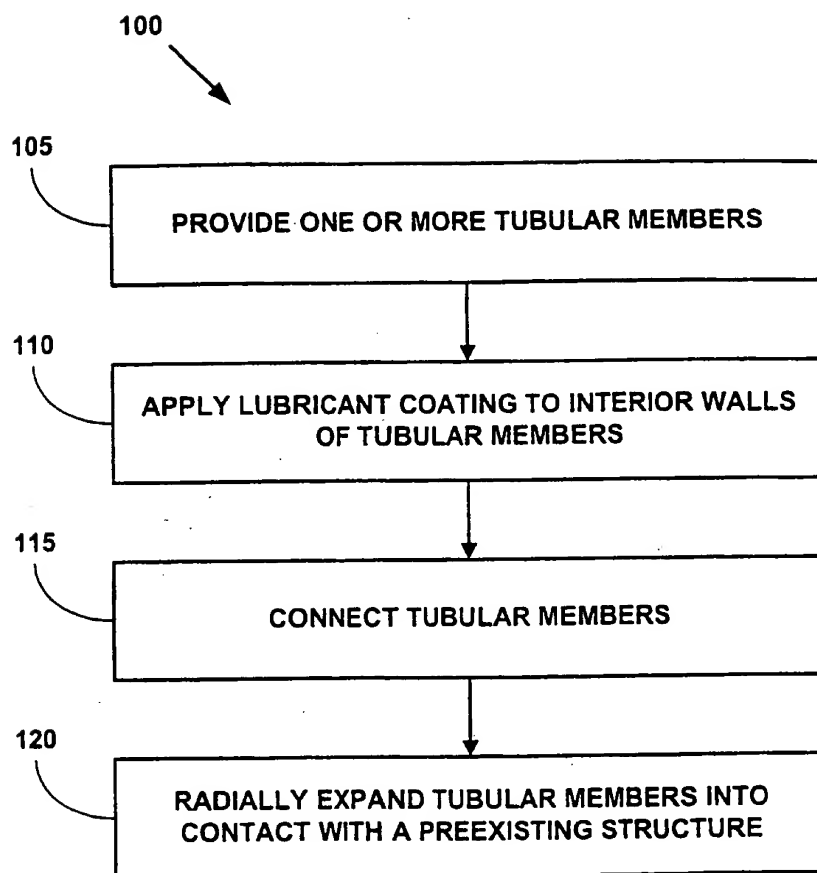 100
105
PROVIDE ONE OR MORE TUBULAR MEMBERS
110
APPLY LUBRICANT COATING TO INTERIOR WALLS
OF TUBULAR MEMBERS
115
CONNECT TUBULAR MEMBERS
120
RADIALLY EXPAND TUBULAR MEMBERS INTO
CONTACT WITH A PREEXISTING STRUCTURE